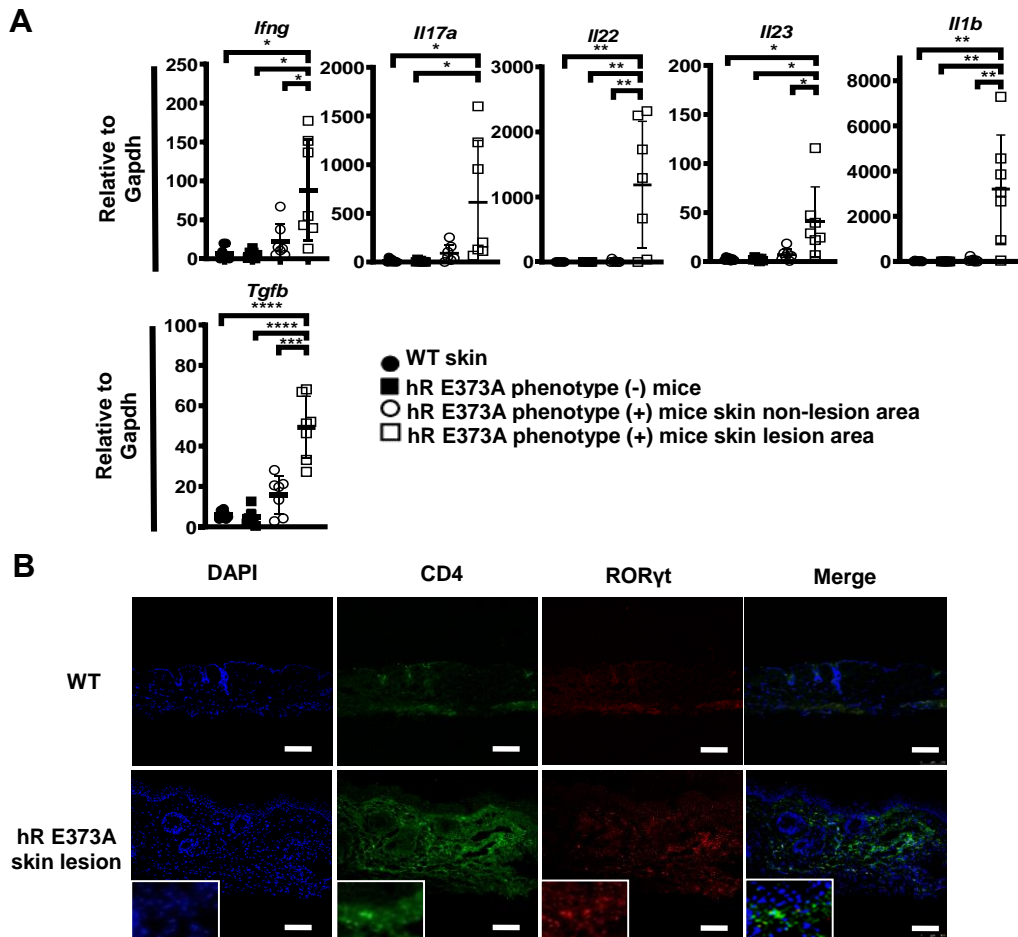 A
Ifng
Il17a
Il22
Il23
Il1b
Relative to
Gapdh
*
*
*
250
200
150
100
50
0
*
*
2000
1500
1000
500
0
**
**
**
3000
2000
1000
0
*
*
*
200
150
100
50
0
**
**
**
8000
6000
4000
2000
0
Tgfb
Relative to
Gapdh
****
****
***
100
80
60
40
20
0
WT skin
hR E373A phenotype (-) mice
hR E373A phenotype (+) mice skin non-lesion area
hR E373A phenotype (+) mice skin lesion area
B
DAPI
CD4
RORγt
Merge
WT
hR E373A
skin lesion